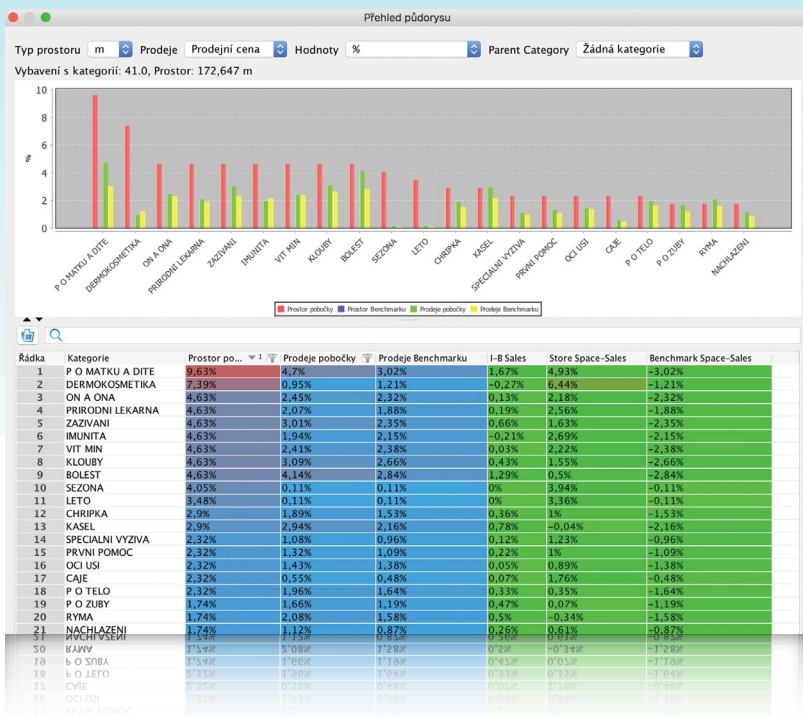 Přehled půdorysu
Typ prostoru m Prodeje Prodejní cena Hodnoty % Parent Category Žádná kategorie
Vybavení s kategorií: 41.0, Prostor: 172,647 m
10
8
6
4
2
0
%
P O MATKU A DITE DERMOKOSMETIKA ON A ONA PRIRODNI LEKARNA ZAZIVANI IMUNITA VIT MIN KLOUBY BOLEST SEZONA LETO CHRIPKA KASEL SPECIALNI VYZIVA PRVNI POMOC OCI USI CAJE P O TELO P O ZUBY RYMA NACHLAZENI
Prostor pobočky Prostor Benchmarku Prodeje pobočky Prodeje Benchmarku
Řádka Kategorie Prostor po... 1 Prodeje pobočky Prodeje Benchmarku I-B Sales Store Space-Sales Benchmark Space-Sales
1 P O MATKU A DITE 9,63% 4,7% 3,02% 1,67% 4,93% -3,02%
2 DERMOKOSMETIKA 7,39% 0,95% 1,21% -0,27% 6,44% -1,21%
3 ON A ONA 4,63% 2,45% 2,32% 0,13% 2,18% -2,32%
4 PRIRODNI LEKARNA 4,63% 2,07% 1,88% 0,19% 2,56% -1,88%
5 ZAZIVANI 4,63% 3,01% 2,35% 0,66% 1,63% -2,35%
6 IMUNITA 4,63% 1,94% 2,15% -0,21% 2,69% -2,15%
7 VIT MIN 4,63% 2,41% 2,38% 0,03% 2,22% -2,38%
8 KLOUBY 4,63% 3,09% 2,66% 0,43% 1,55% -2,66%
9 BOLEST 4,63% 4,14% 2,84% 1,29% 0,5% -2,84%
10 SEZONA 4,05% 0,11% 0,11% 0% 3,94% -0,11%
11 LETO 3,48% 0,11% 0,11% 0% 3,36% -0,11%
12 CHRIPKA 2,9% 1,89% 1,53% 0,36% 1% -1,53%
13 KASEL 2,9% 2,94% 2,16% 0,78% -0,04% -2,16%
14 SPECIALNI VYZIVA 2,32% 1,08% 0,96% 0,12% 1,23% -0,96%
15 PRVNI POMOC 2,32% 1,32% 1,09% 0,22% 1% -1,09%
16 OCI USI 2,32% 1,43% 1,38% 0,05% 0,89% -1,38%
17 CAJE 2,32% 0,55% 0,48% 0,07% 1,76% -0,48%
18 P O TELO 2,32% 1,96% 1,64% 0,33% 0,35% -1,64%
19 P O ZUBY 1,74% 1,66% 1,19% 0,47% 0,07% -1,19%
20 RYMA 1,74% 2,08% 1,58% 0,5% -0,34% -1,58%
21 NACHLAZENI 1,74% 1,12% 0,87% 0,26% 0,61% -0,87%